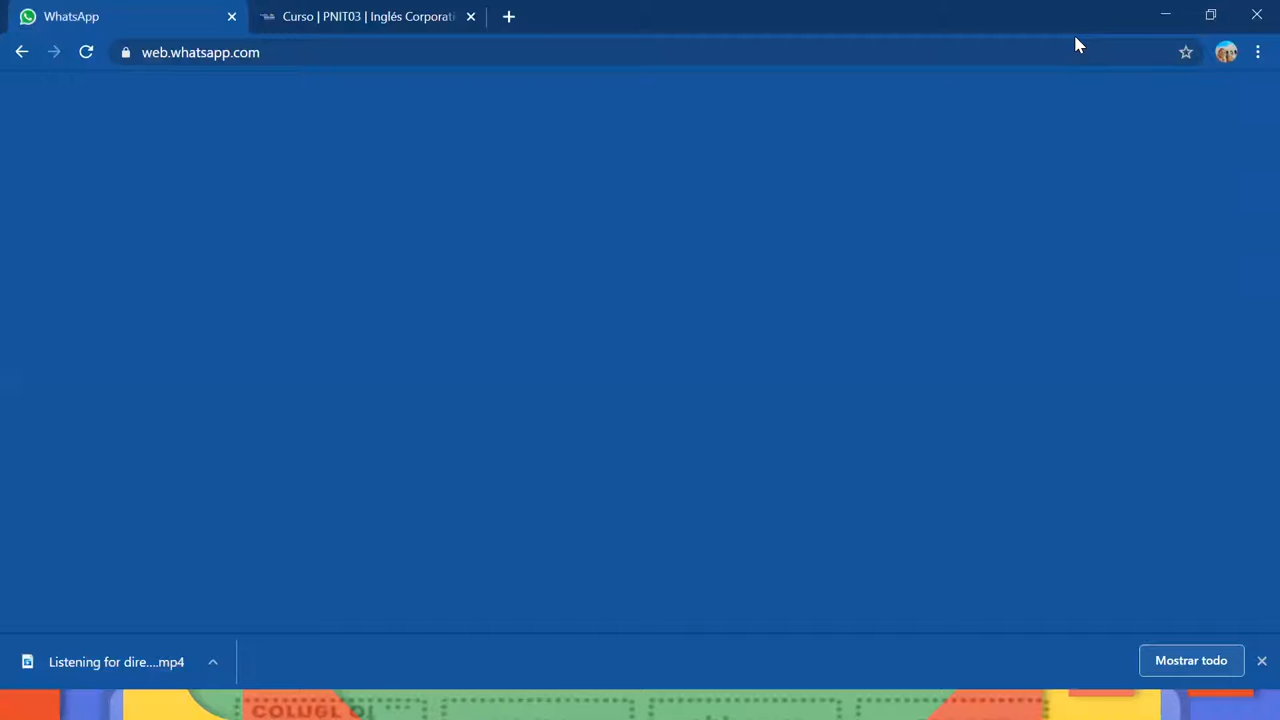 WhatsApp
Curso | PNIT03 | Inglés Corporati
web.whatsapp.com
Listening for dire....mp4
Mostrar todo